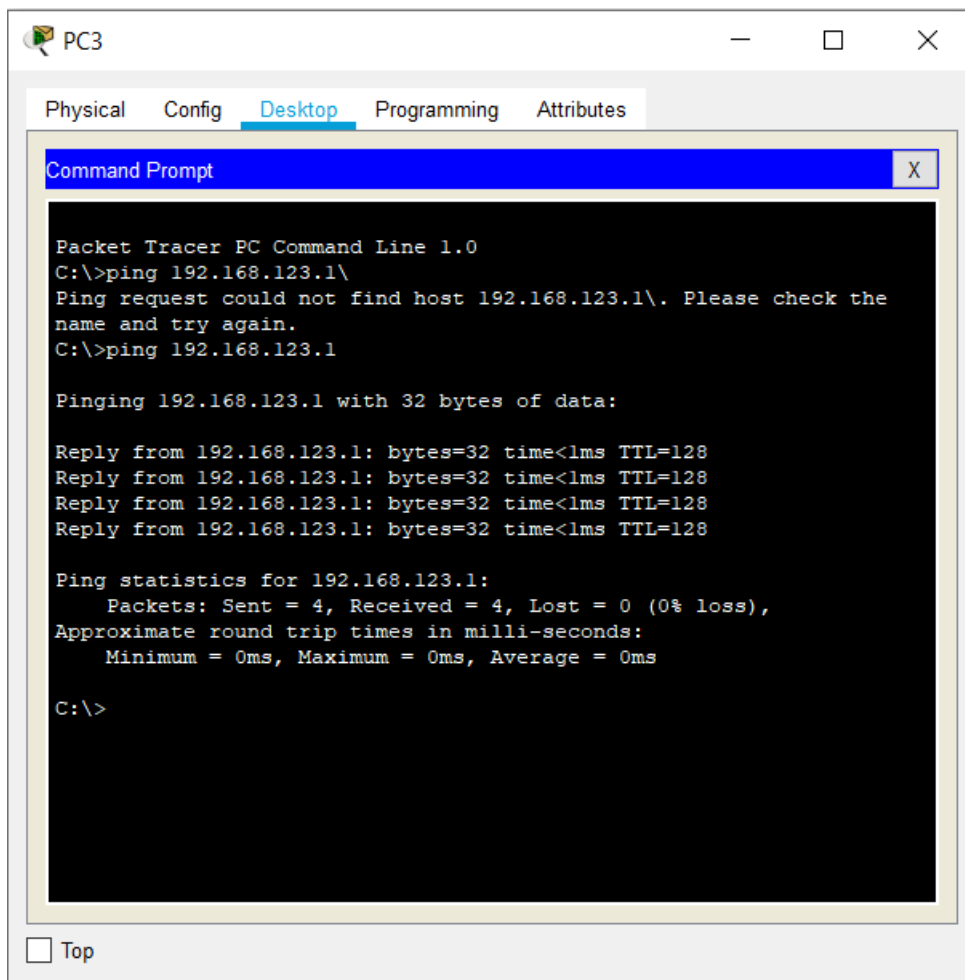 PC3
Physical Config Desktop Programming Attributes
Command Prompt X
Packet Tracer PC Command Line 1.0
C:\>ping 192.168.123.1\
Ping request could not find host 192.168.123.1\. Please check the
name and try again.
C:\>ping 192.168.123.1
Pinging 192.168.123.1 with 32 bytes of data:
Reply from 192.168.123.1: bytes=32 time<1ms TTL=128
Reply from 192.168.123.1: bytes=32 time<1ms TTL=128
Reply from 192.168.123.1: bytes=32 time<1ms TTL=128
Reply from 192.168.123.1: bytes=32 time<1ms TTL=128
Ping statistics for 192.168.123.1:
    Packets: Sent = 4, Received = 4, Lost = 0 (0% loss),
Approximate round trip times in milli-seconds:
    Minimum = 0ms, Maximum = 0ms, Average = 0ms
C:\>
Top